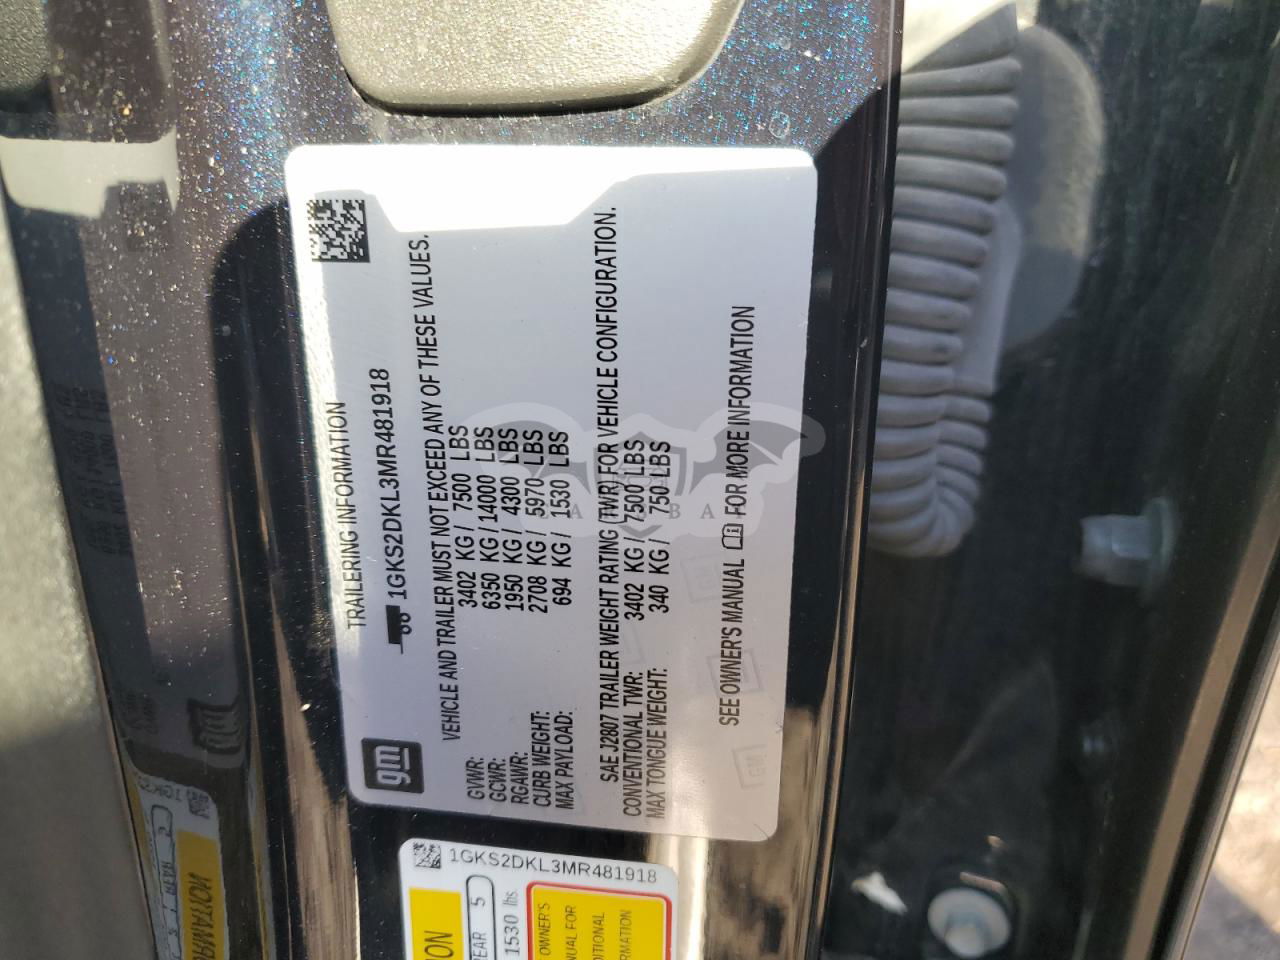 TRAILERING INFORMATION
gm 1GKS2DKL3MR481918
VEHICLE AND TRAILER MUST NOT EXCEED ANY OF THESE VALUES.
GVWR: 3402 KG / 7500 LBS
GCWR: 6350 KG / 14000 LBS
RGAWR: 1950 KG / 4300 LBS
CURB WEIGHT: 2708 KG / 5970 LBS
MAX PAYLOAD: 694 KG / 1530 LBS
SAE J2807 TRAILER WEIGHT RATING (TWR) FOR VEHICLE CONFIGURATION.
CONVENTIONAL TWR: 3402 KG / 7500 LBS
MAX TONGUE WEIGHT: 340 KG / 750 LBS
SEE OWNER'S MANUAL FOR MORE INFORMATION
1GKS2DKL3MR481918
ION
REAR 5
1530 lbs.
OWNER'S